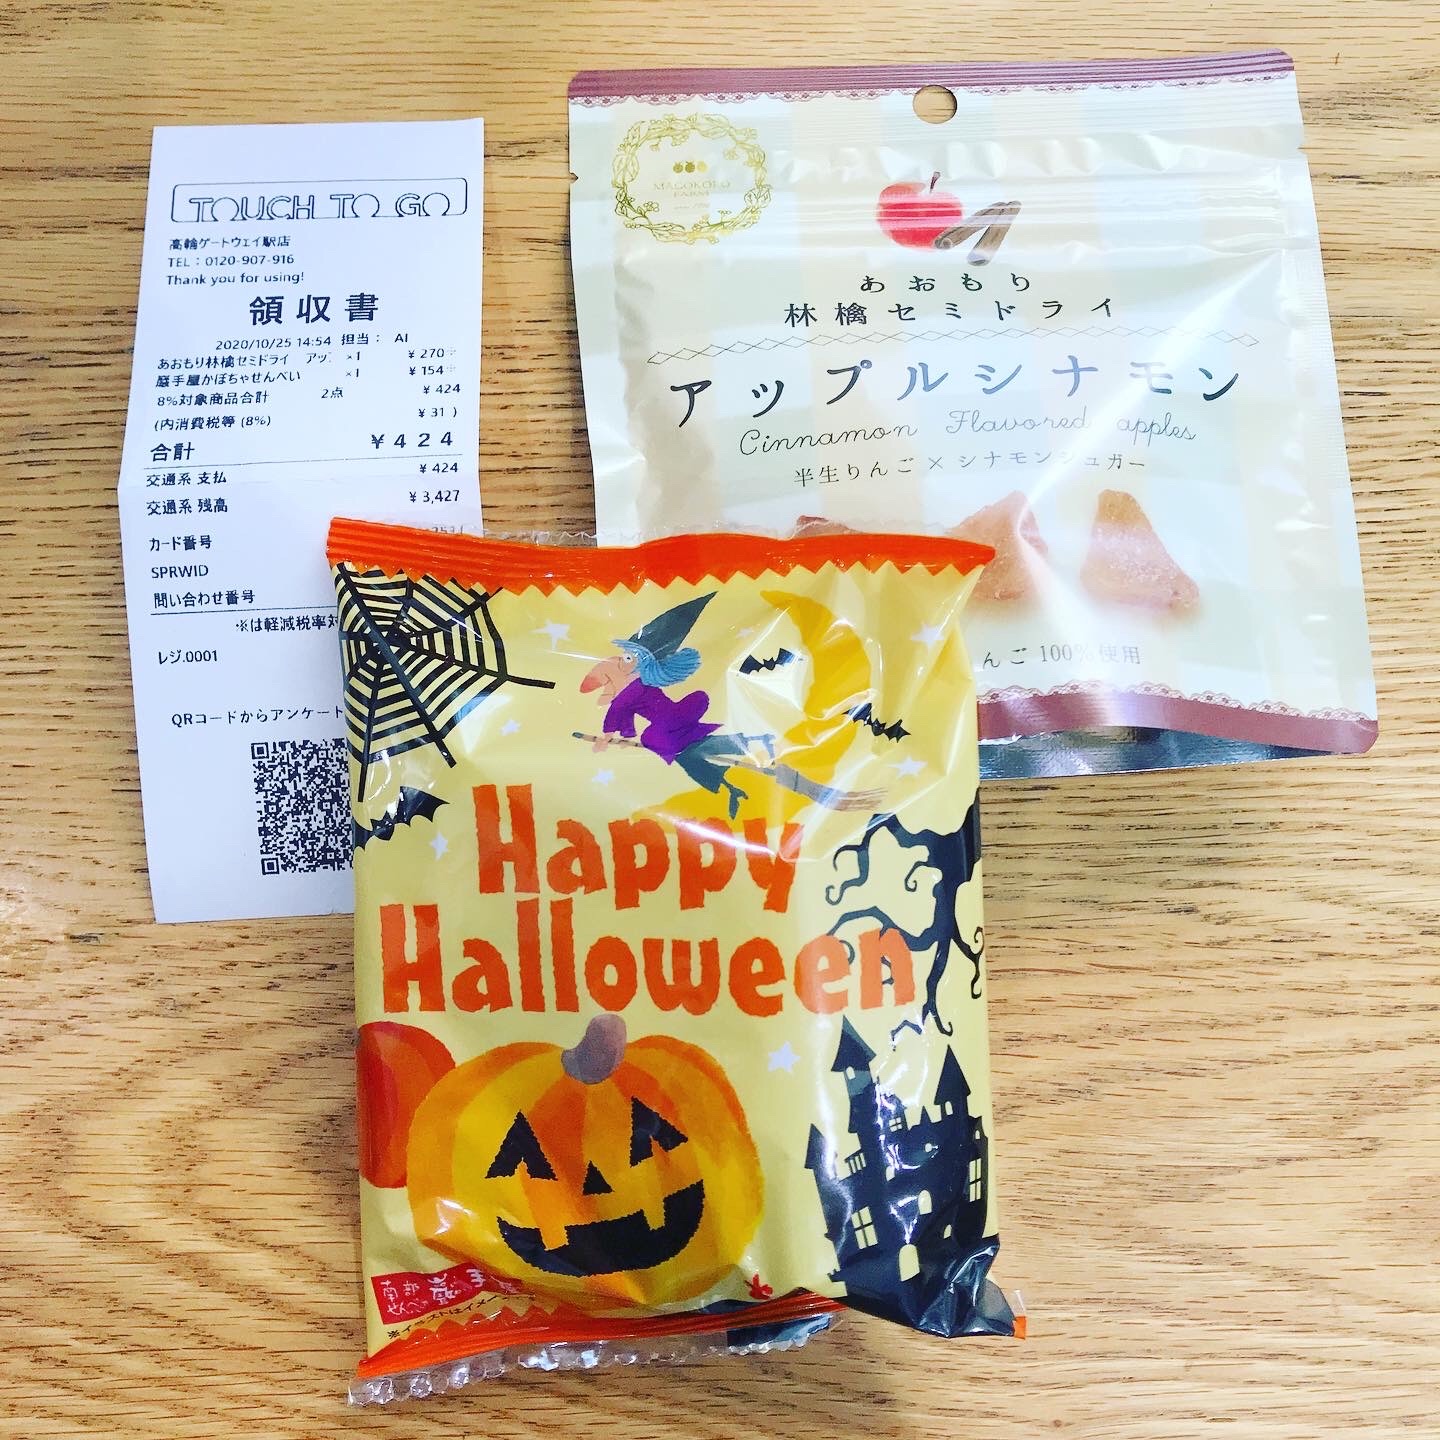 TOUCH TO GO
高輪ゲートウェイ駅店
TEL：0120-907-916
Thank you for using!
領収書
2020/10/25 14:54 担当： AI
あおもり林檎セミドライ アップ ×1 ¥270※
巖手屋かぼちゃせんべい ×1 ¥154※
8%対象商品合計 2点 ¥424
(内消費税等 (8%) ¥31 )
合計 ¥424
交通系 支払 ¥424
交通系 残高 ¥3,427
カード番号
SPRWID
問い合わせ番号
※は軽減税率対
レジ.0001
QRコードからアンケート
MAGOKORO
FARM
あおもり
林檎セミドライ
アップルシナモン
Cinnamon Flavored apples
半生りんご×シナモンシュガー
んご100%使用
Happy
Halloween
南部
せんべい
巖手
※イラストはイメー